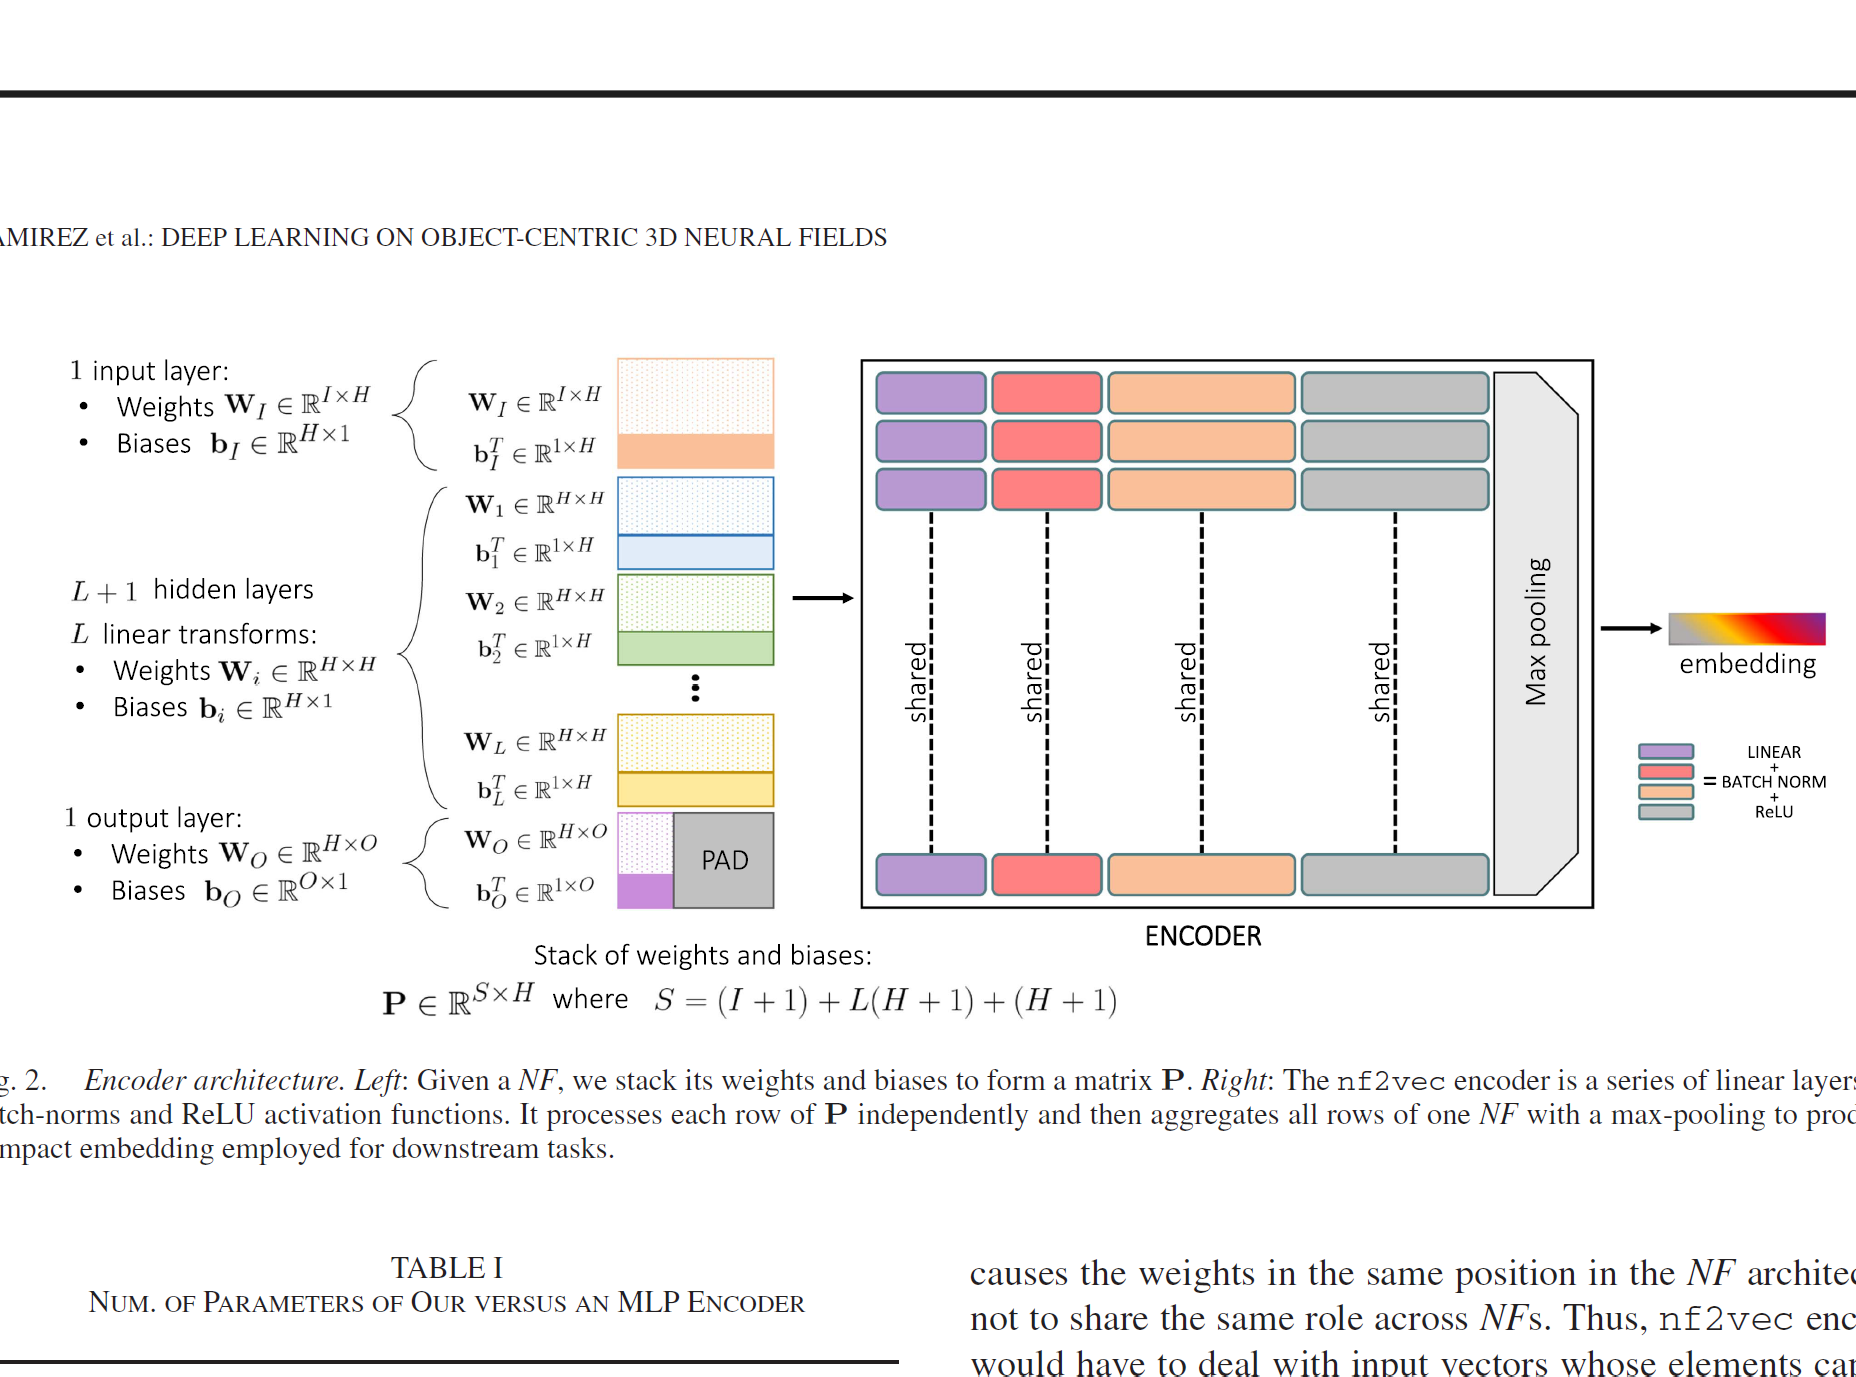 AMIREZ et al.: DEEP LEARNING ON OBJECT-CENTRIC 3D NEURAL FIELDS
1 input layer:
• Weights W_I ∈ ℝ^{I×H}
• Biases b_I ∈ ℝ^{H×1}
L + 1 hidden layers
L linear transforms:
• Weights W_i ∈ ℝ^{H×H}
• Biases b_i ∈ ℝ^{H×1}
1 output layer:
• Weights W_O ∈ ℝ^{H×O}
• Biases b_O ∈ ℝ^{O×1}
W_I ∈ ℝ^{I×H}
b_I^T ∈ ℝ^{1×H}
W_1 ∈ ℝ^{H×H}
b_1^T ∈ ℝ^{1×H}
W_2 ∈ ℝ^{H×H}
b_2^T ∈ ℝ^{1×H}
W_L ∈ ℝ^{H×H}
b_L^T ∈ ℝ^{1×H}
W_O ∈ ℝ^{H×O}
b_O^T ∈ ℝ^{1×O}
PAD
Stack of weights and biases:
P ∈ ℝ^{S×H} where S = (I + 1) + L(H + 1) + (H + 1)
shared
shared
shared
shared
Max pooling
ENCODER
embedding
LINEAR
+
= BATCH NORM
+
ReLU
g. 2. Encoder architecture. Left: Given a NF, we stack its weights and biases to form a matrix P. Right: The nf2vec encoder is a series of linear layers
tch-norms and ReLU activation functions. It processes each row of P independently and then aggregates all rows of one NF with a max-pooling to prod
mpact embedding employed for downstream tasks.
TABLE I
NUM. OF PARAMETERS OF OUR VERSUS AN MLP ENCODER
causes the weights in the same position in the NF architec
not to share the same role across NFs. Thus, nf2vec enc
would have to deal with input vectors whose elements can